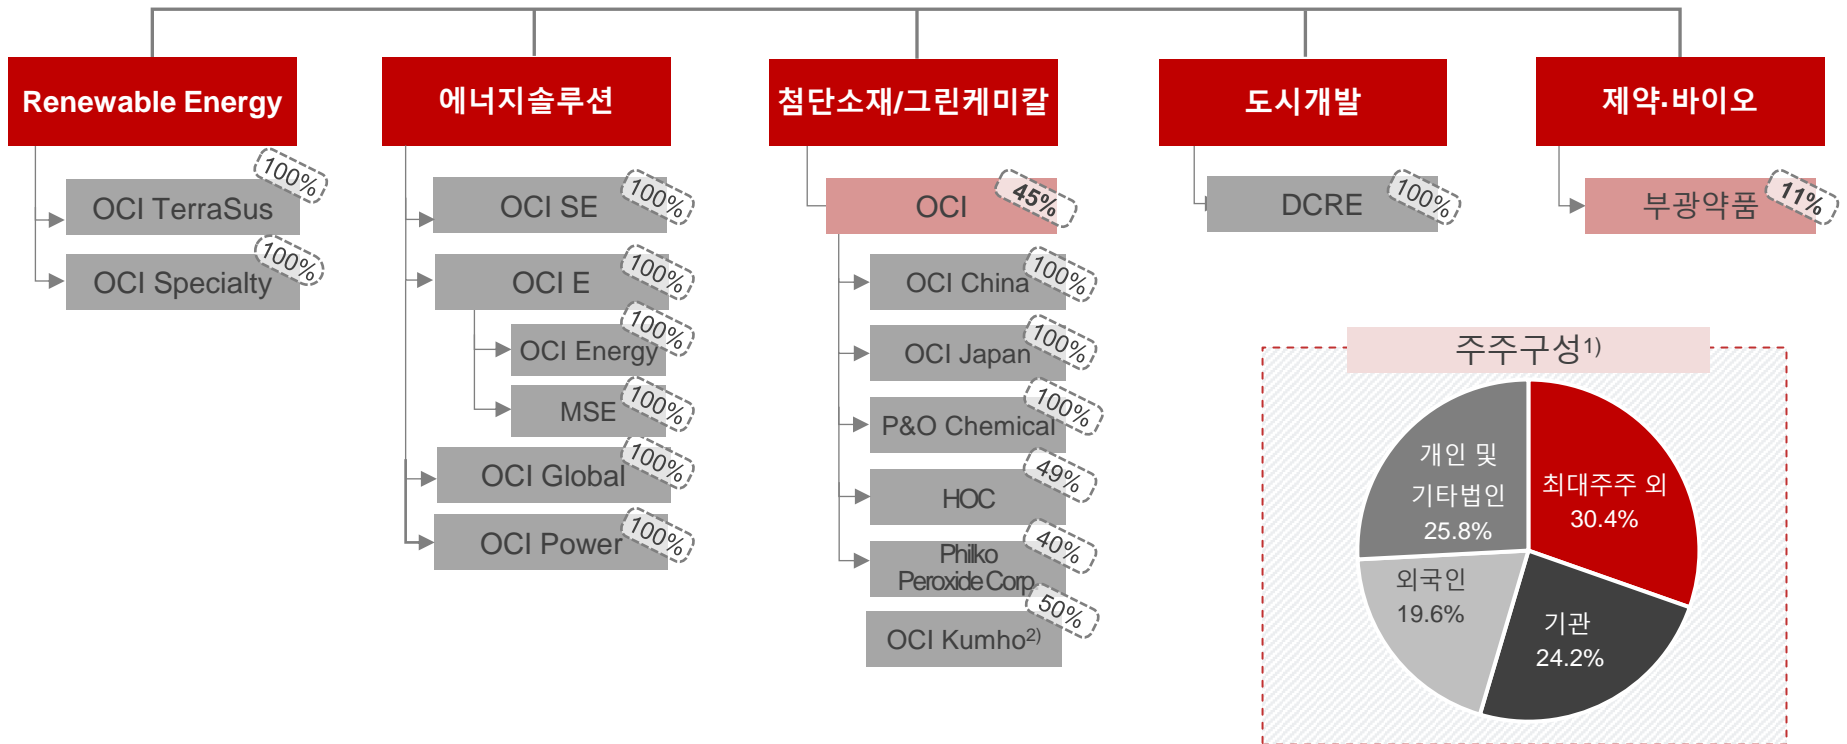 Renewable Energy
OCI TerraSus
100%
OCI Specialty
100%
에너지솔루션
OCI SE
100%
OCI E
100%
OCI Energy
100%
MSE
100%
OCI Global
100%
OCI Power
100%
첨단소재/그린케미칼
OCI
45%
OCI China
100%
OCI Japan
100%
P&O Chemical
100%
HOC
49%
Philko
Peroxide Corp
40%
OCI Kumho2)
50%
도시개발
DCRE
100%
제약·바이오
부광약품
11%
주주구성1)
개인 및
기타법인
25.8%
최대주주 외
30.4%
외국인
19.6%
기관
24.2%